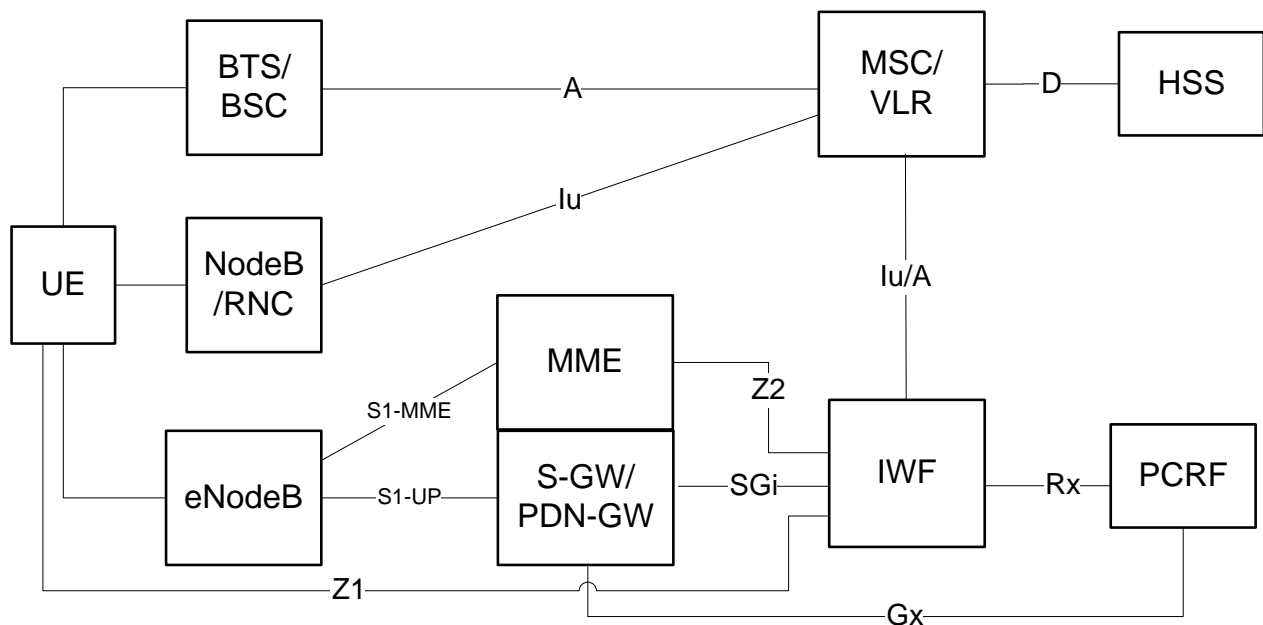 BTS/
BSC
A
MSC/
VLR
D
HSS
Iu
UE
NodeB
/RNC
Iu/A
MME
Z2
S1-MME
eNodeB
S1-UP
S-GW/
PDN-GW
SGi
IWF
Rx
PCRF
Z1
Gx